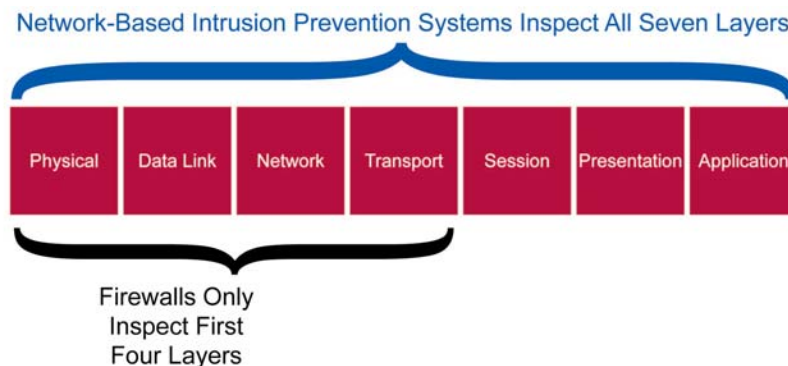 Network-Based Intrusion Prevention Systems Inspect All Seven Layers
Physical
Data Link
Network
Transport
Session
Presentation
Application
Firewalls Only
Inspect First
Four Layers